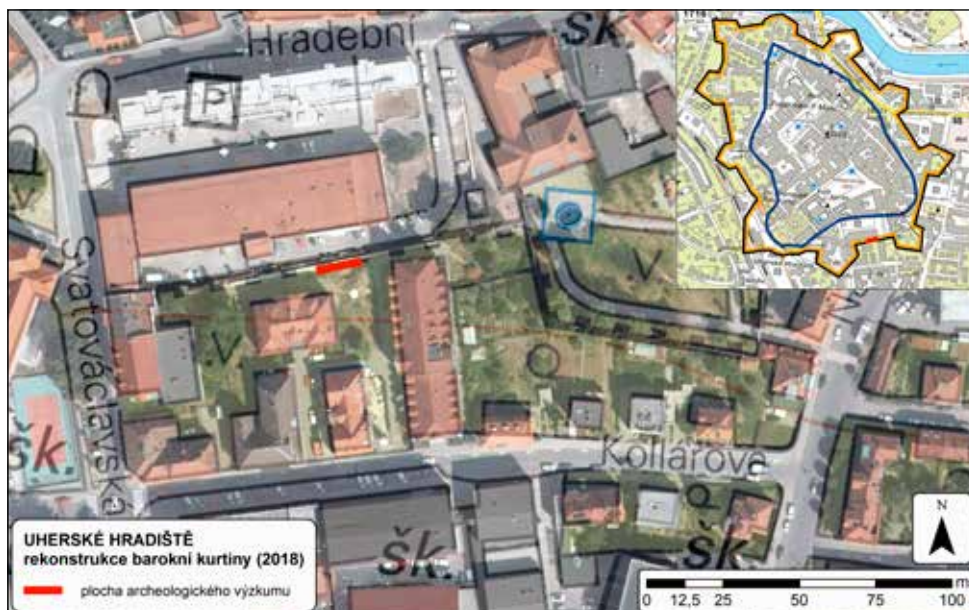 Hradební
Šk.
Svatováclavská
Kollárova
Šk.
Šk.
Šk.
V
V
O
N
UHERSKÉ HRADIŠTĚ
rekonstrukce barokní kurtiny (2018)
plocha archeologického výzkumu
m
0 12,5 25 50 75 100